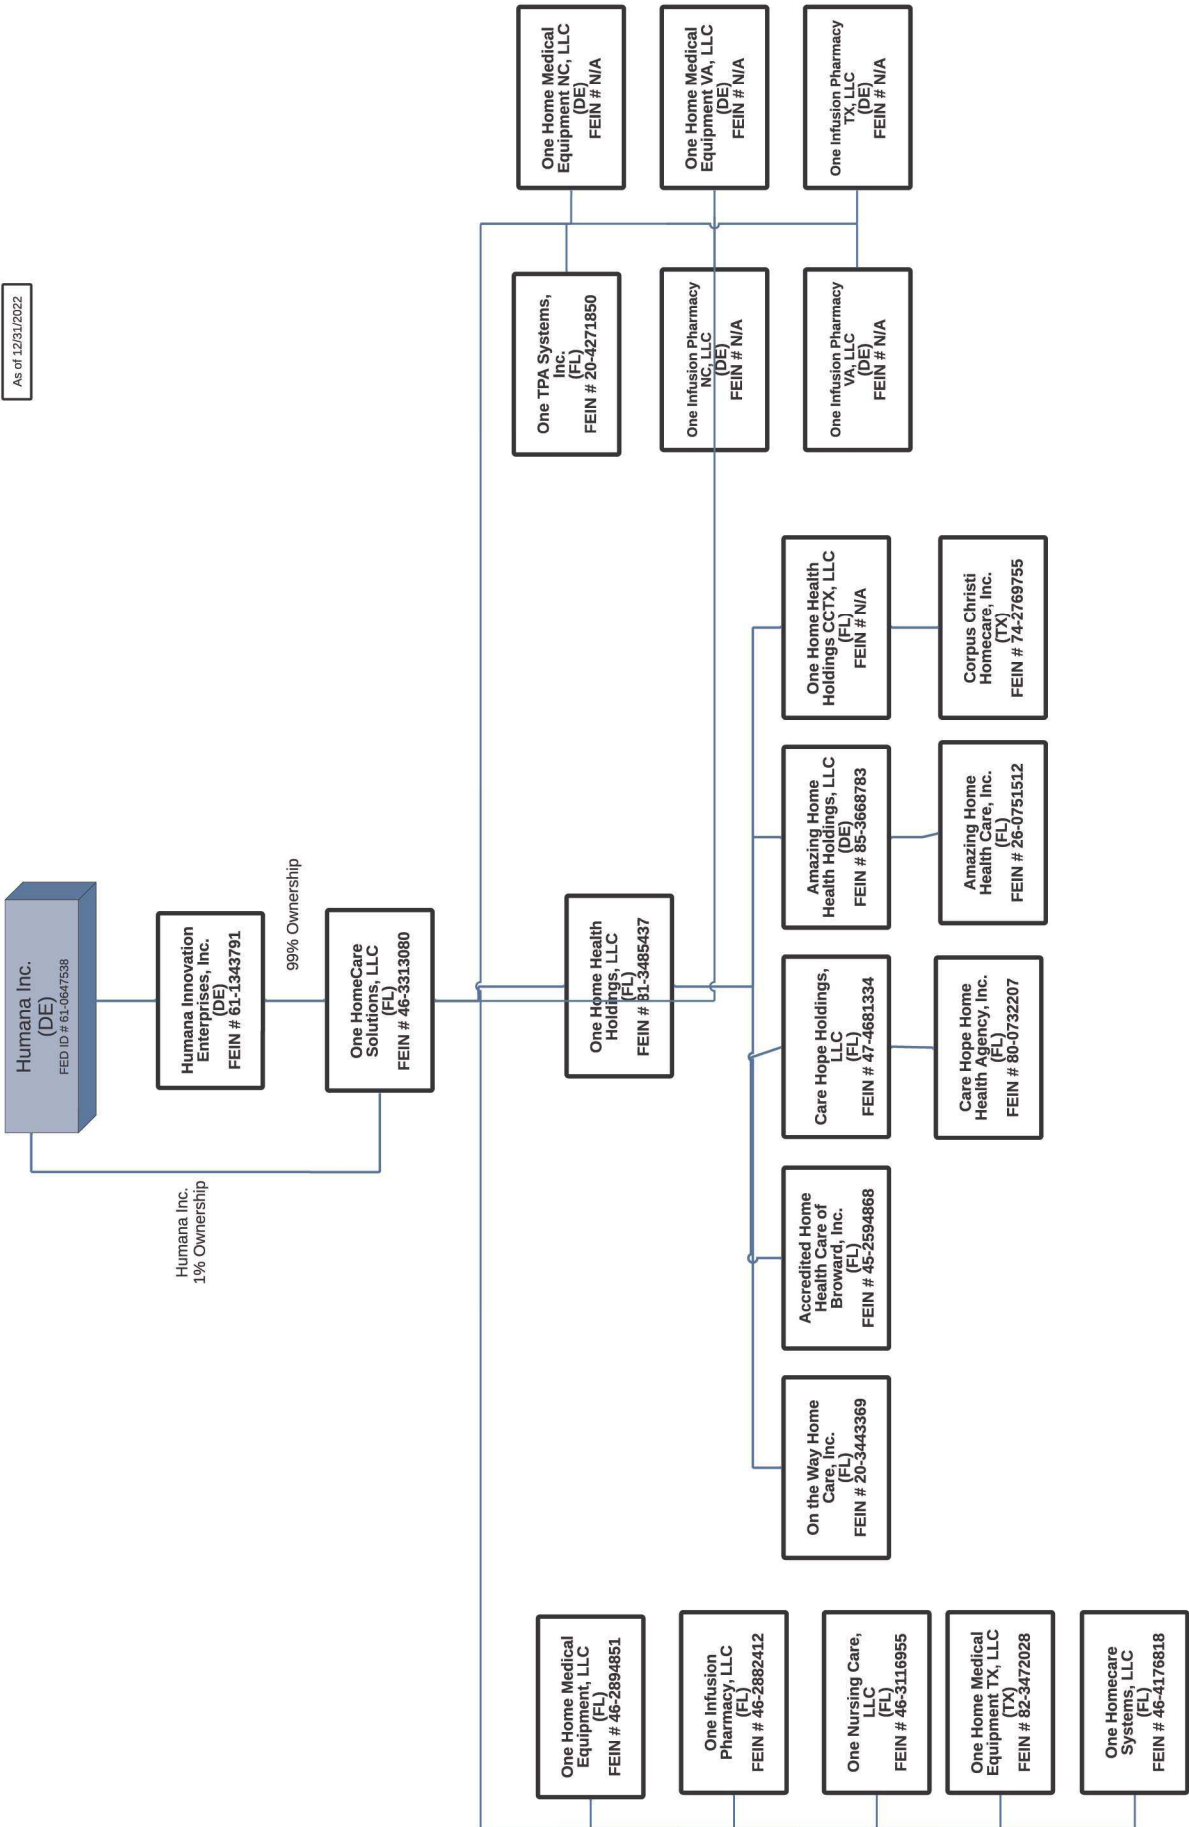 As of 12/31/2022
Humana Inc.
(DE)
FED ID # 61-0647538
Humana Innovation
Enterprises, Inc.
(DE)
FEIN # 61-1343791
Humana Inc.
1% Ownership
99% Ownership
One HomeCare
Solutions, LLC
(FL)
FEIN # 46-3313080
One Home Medical
Equipment, LLC
(FL)
FEIN # 46-2894851
One Infusion
Pharmacy, LLC
(FL)
FEIN # 46-2882412
One Nursing Care,
LLC
(FL)
FEIN # 46-3116955
One Home Medical
Equipment TX, LLC
(TX)
FEIN # 82-3472028
One Homecare
Systems, LLC
(FL)
FEIN # 46-4176818
One Home Health
Holdings, LLC
(FL)
FEIN # 81-3485437
On the Way Home
Care, Inc.
(FL)
FEIN # 20-3443369
Accredited Home
Health Care of
Broward, Inc.
(FL)
FEIN # 45-2594868
Care Hope Holdings,
LLC
(FL)
FEIN # 47-4681334
Amazing Home
Health Holdings, LLC
(DE)
FEIN # 85-3668783
One Home Health
Holdings CCTX, LLC
(FL)
FEIN # N/A
Care Hope Home
Health Agency, Inc.
(FL)
FEIN # 80-0732207
Amazing Home
Health Care, Inc.
(FL)
FEIN # 26-0751512
Corpus Christi
Homecare, Inc.
(TX)
FEIN # 74-2769755
One TPA Systems,
Inc.
(FL)
FEIN # 20-4271850
One Home Medical
Equipment NC, LLC
(DE)
FEIN # N/A
One Infusion Pharmacy
NC, LLC
(DE)
FEIN # N/A
One Home Medical
Equipment VA, LLC
(DE)
FEIN # N/A
One Infusion Pharmacy
VA, LLC
(DE)
FEIN # N/A
One Infusion Pharmacy
TX, LLC
(DE)
FEIN # N/A